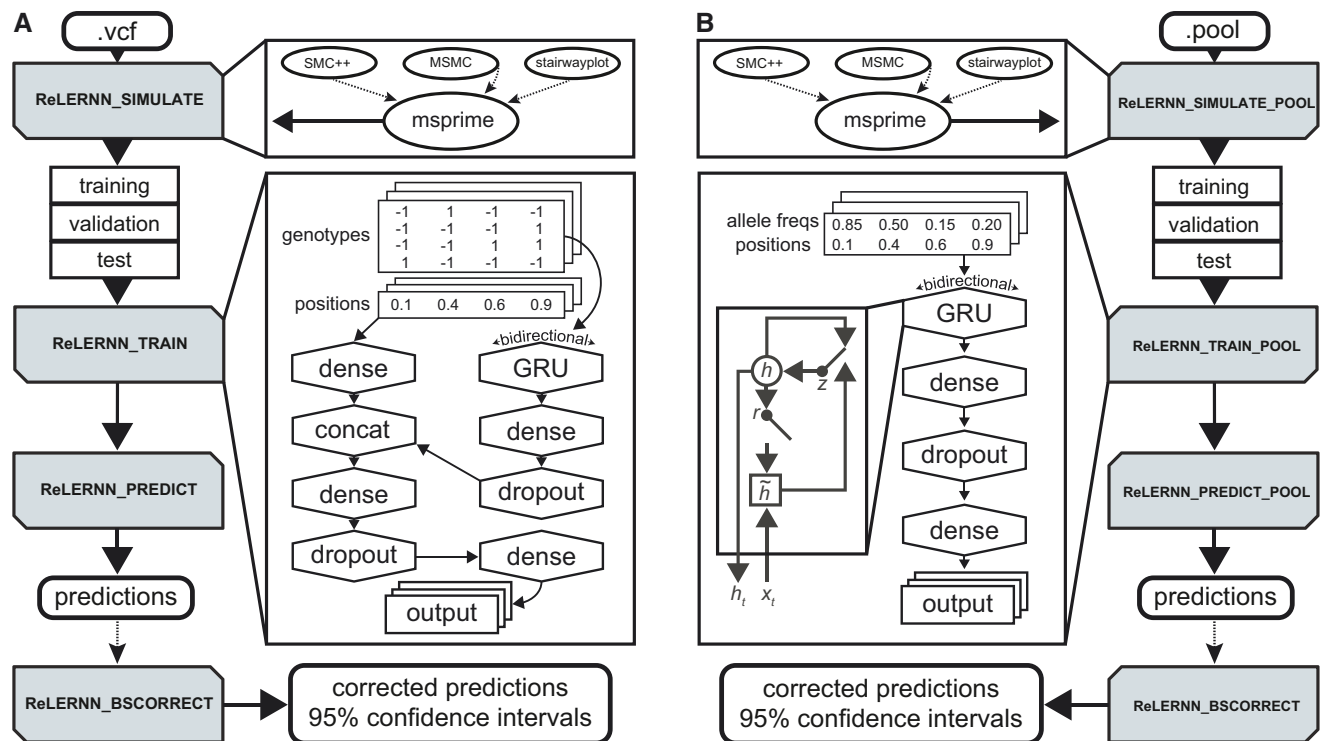 A
.vcf
ReLERNN_SIMULATE
training
validation
test
ReLERNN_TRAIN
ReLERNN_PREDICT
predictions
ReLERNN_BSCORRECT
SMC++ MSMC stairwayplot
msprime
genotypes
-1 1 -1 -1
-1 -1 -1 1
-1 -1 1 1
1 -1 -1 -1
positions 0.1 0.4 0.6 0.9
dense
concat
dense
dropout
bidirectional
GRU
dense
dropout
dense
output
corrected predictions
95% confidence intervals
B
.pool
ReLERNN_SIMULATE_POOL
training
validation
test
ReLERNN_TRAIN_POOL
ReLERNN_PREDICT_POOL
predictions
ReLERNN_BSCORRECT
SMC++ MSMC stairwayplot
msprime
allele freqs 0.85 0.50 0.15 0.20
positions 0.1 0.4 0.6 0.9
bidirectional
GRU
dense
dropout
dense
output
h
z
r
h̃
hₜ xₜ
corrected predictions
95% confidence intervals